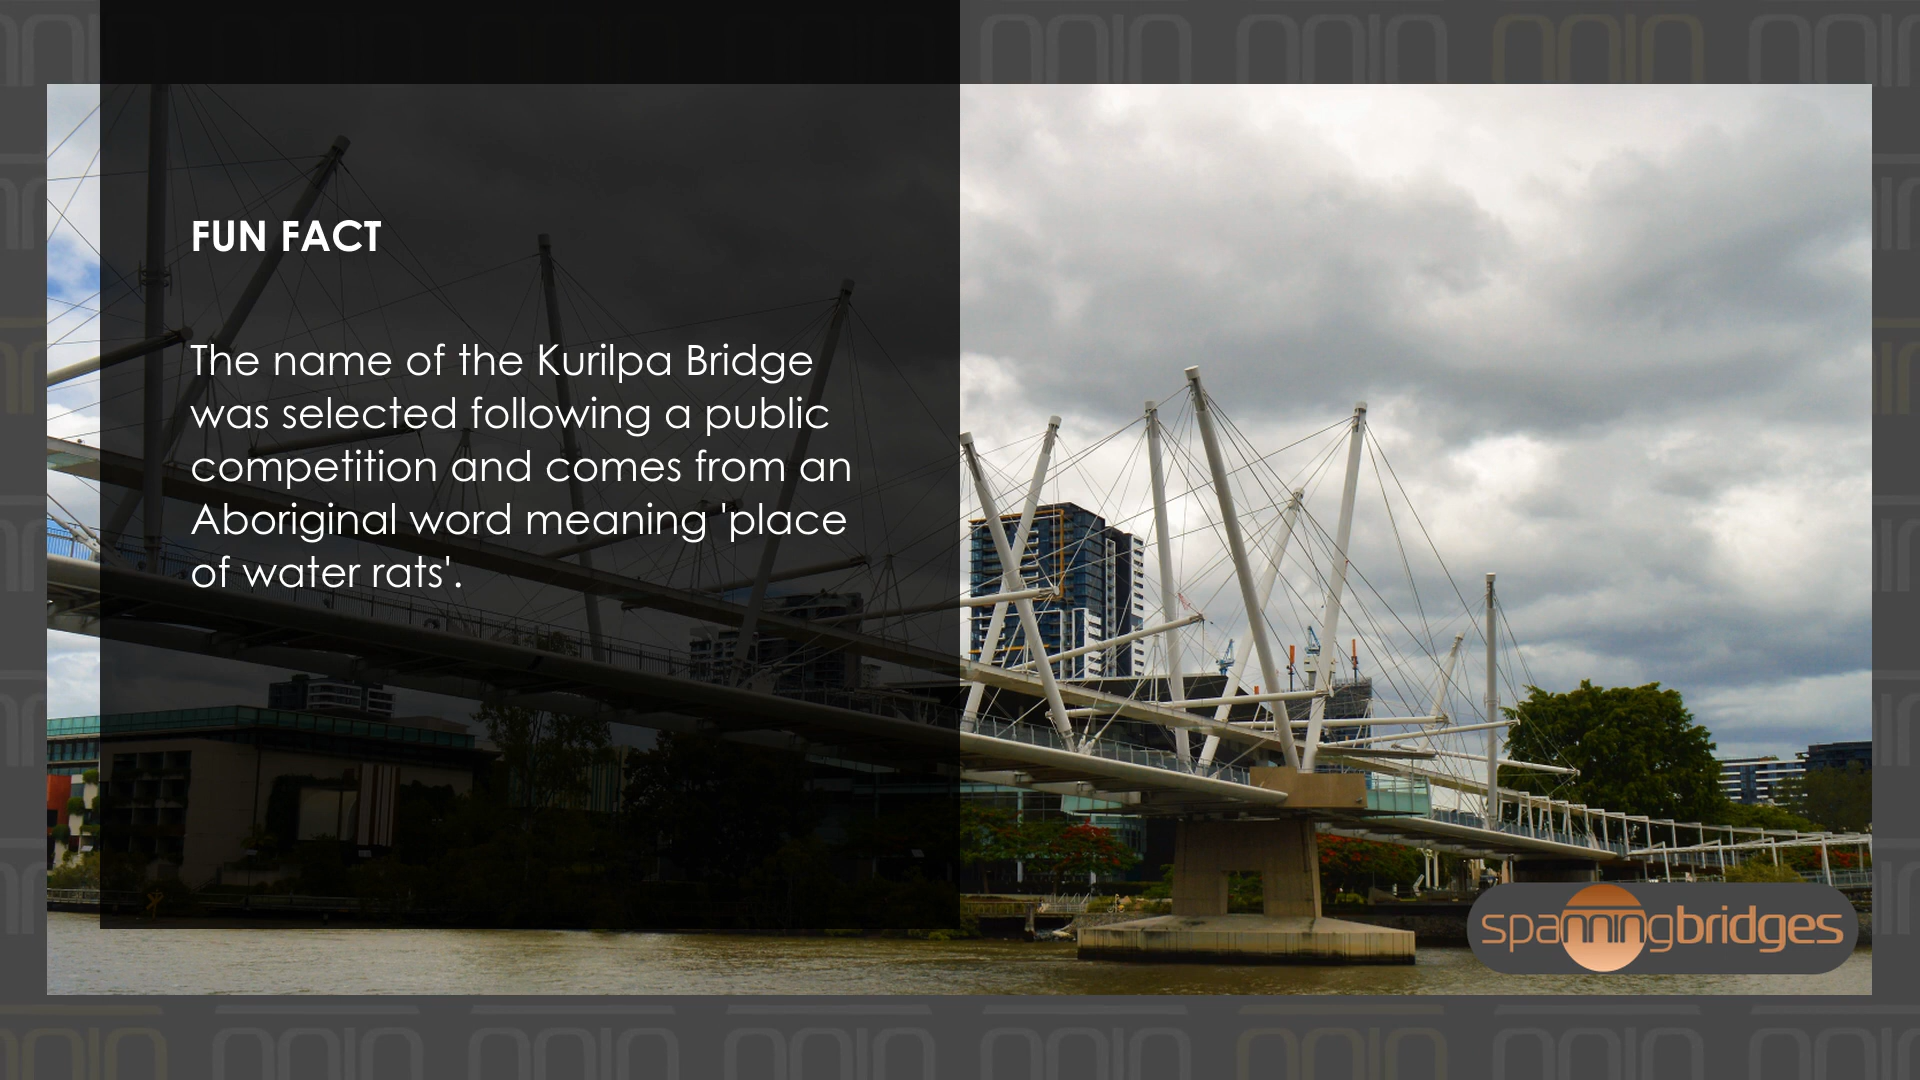 FUN FACT
The name of the Kurilpa Bridge
was selected following a public
competition and comes from an
Aboriginal word meaning 'place
of water rats'.
spanningbridges